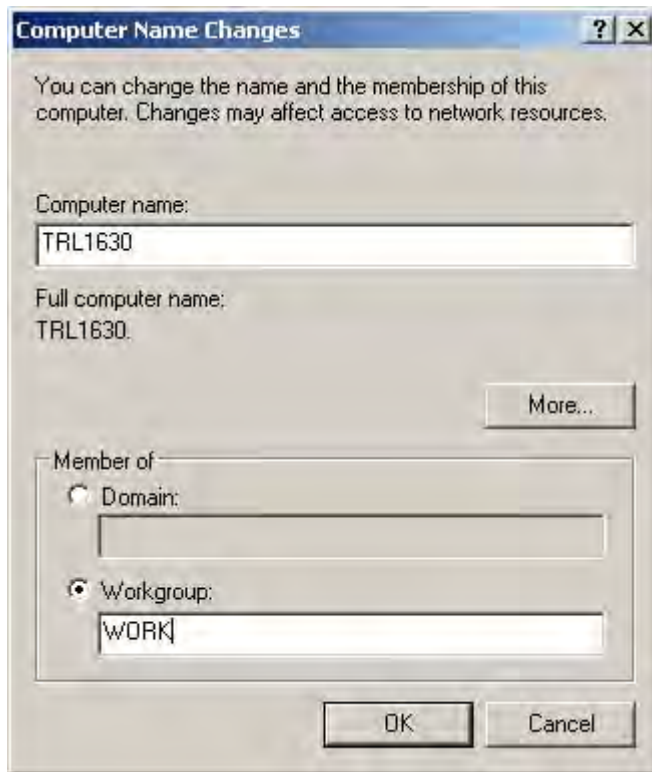 Computer Name Changes
You can change the name and the membership of this
computer. Changes may affect access to network resources.
Computer name:
TRL1630
Full computer name:
TRL1630.
More...
Member of
Domain:
Workgroup:
WORK
OK Cancel